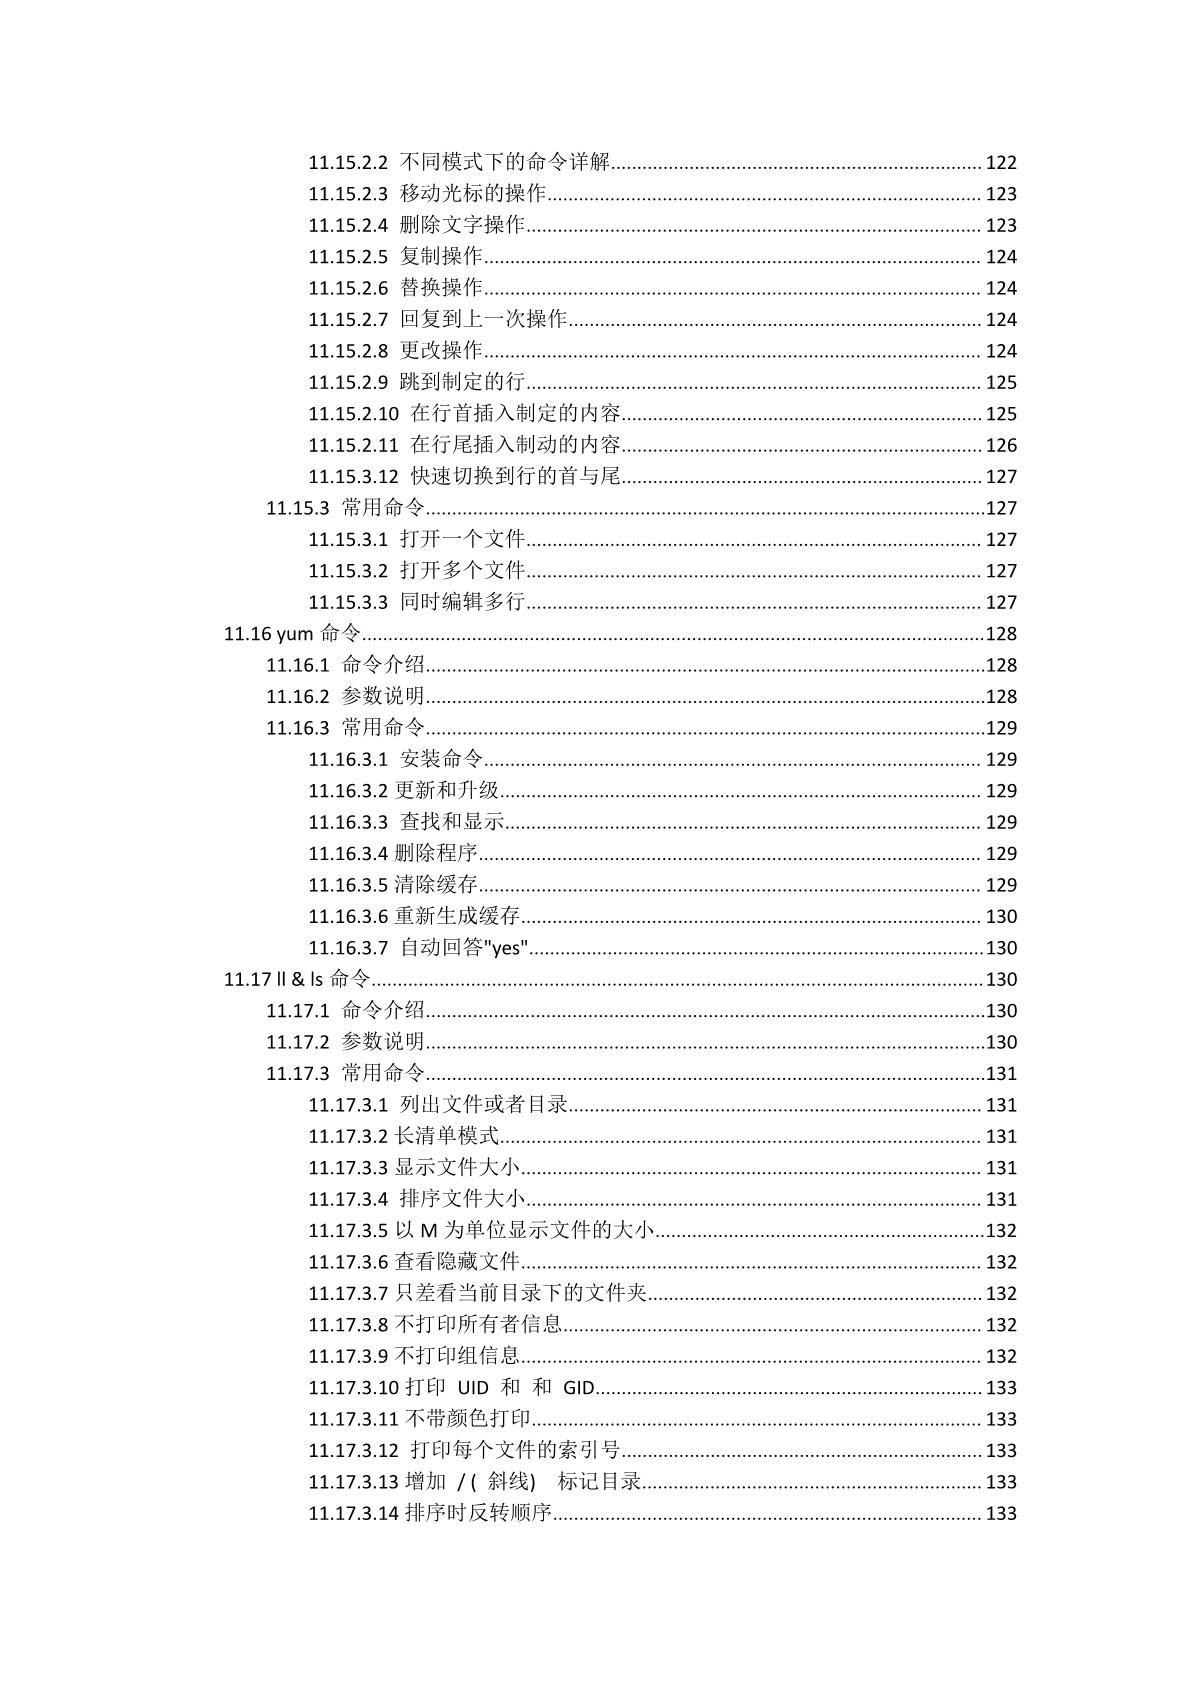 11.15.2.2 不同模式下的命令详解........................................................................ 122
11.15.2.3 移动光标的操作.................................................................................... 123
11.15.2.4 删除文字操作........................................................................................ 123
11.15.2.5 复制操作................................................................................................ 124
11.15.2.6 替换操作................................................................................................ 124
11.15.2.7 回复到上一次操作................................................................................ 124
11.15.2.8 更改操作................................................................................................ 124
11.15.2.9 跳到制定的行........................................................................................ 125
11.15.2.10 在行首插入制定的内容...................................................................... 125
11.15.2.11 在行尾插入制动的内容...................................................................... 126
11.15.3.12 快速切换到行的首与尾...................................................................... 127
11.15.3 常用命令............................................................................................................127
11.15.3.1 打开一个文件........................................................................................ 127
11.15.3.2 打开多个文件........................................................................................ 127
11.15.3.3 同时编辑多行........................................................................................ 127
11.16 yum 命令........................................................................................................................128
11.16.1 命令介绍............................................................................................................128
11.16.2 参数说明............................................................................................................128
11.16.3 常用命令............................................................................................................129
11.16.3.1 安装命令................................................................................................ 129
11.16.3.2 更新和升级............................................................................................. 129
11.16.3.3 查找和显示............................................................................................ 129
11.16.3.4 删除程序................................................................................................. 129
11.16.3.5 清除缓存................................................................................................. 129
11.16.3.6 重新生成缓存......................................................................................... 130
11.16.3.7 自动回答"yes"........................................................................................130
11.17 ll & ls 命令......................................................................................................................130
11.17.1 命令介绍............................................................................................................130
11.17.2 参数说明............................................................................................................130
11.17.3 常用命令............................................................................................................131
11.17.3.1 列出文件或者目录................................................................................ 131
11.17.3.2 长清单模式............................................................................................. 131
11.17.3.3 显示文件大小......................................................................................... 131
11.17.3.4 排序文件大小........................................................................................ 131
11.17.3.5 以 M 为单位显示文件的大小................................................................132
11.17.3.6 查看隐藏文件......................................................................................... 132
11.17.3.7 只差看当前目录下的文件夹................................................................. 132
11.17.3.8 不打印所有者信息................................................................................. 132
11.17.3.9 不打印组信息......................................................................................... 132
11.17.3.10 打印 UID 和 和 GID........................................................................... 133
11.17.3.11 不带颜色打印....................................................................................... 133
11.17.3.12 打印每个文件的索引号...................................................................... 133
11.17.3.13 增加 / ( 斜线) 标记目录.................................................................. 133
11.17.3.14 排序时反转顺序................................................................................... 133